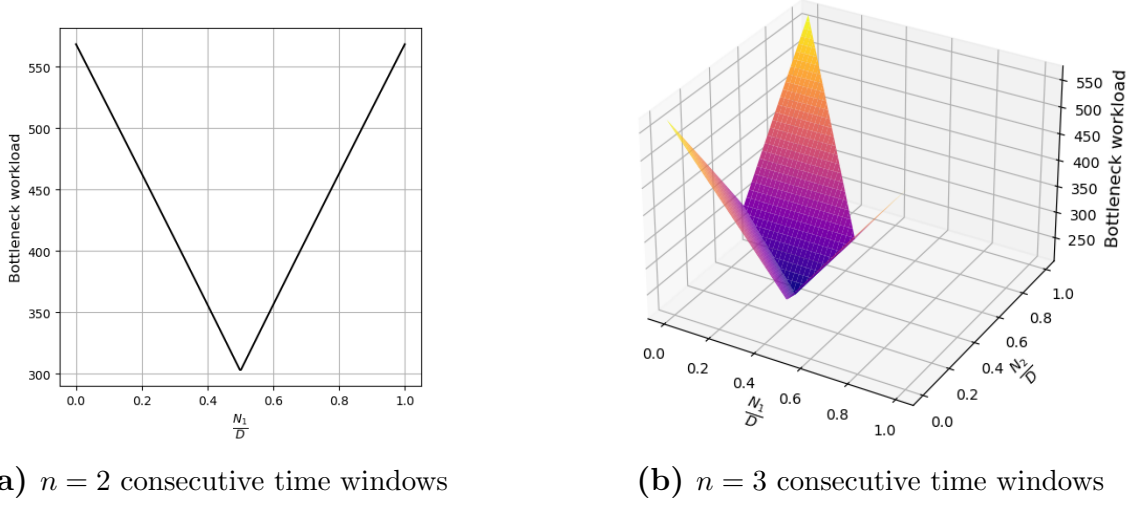 550
500
450
400
350
300
Bottleneck workload
0.0 0.2 0.4 0.6 0.8 1.0
N₁
D
550
500
450
400
350
300
250
Bottleneck workload
0.0
0.2
0.4
0.6
0.8
1.0
N₁
D
0.0
0.2
0.4
0.6
0.8
1.0
N₂
D
a) n = 2 consecutive time windows
(b) n = 3 consecutive time windows